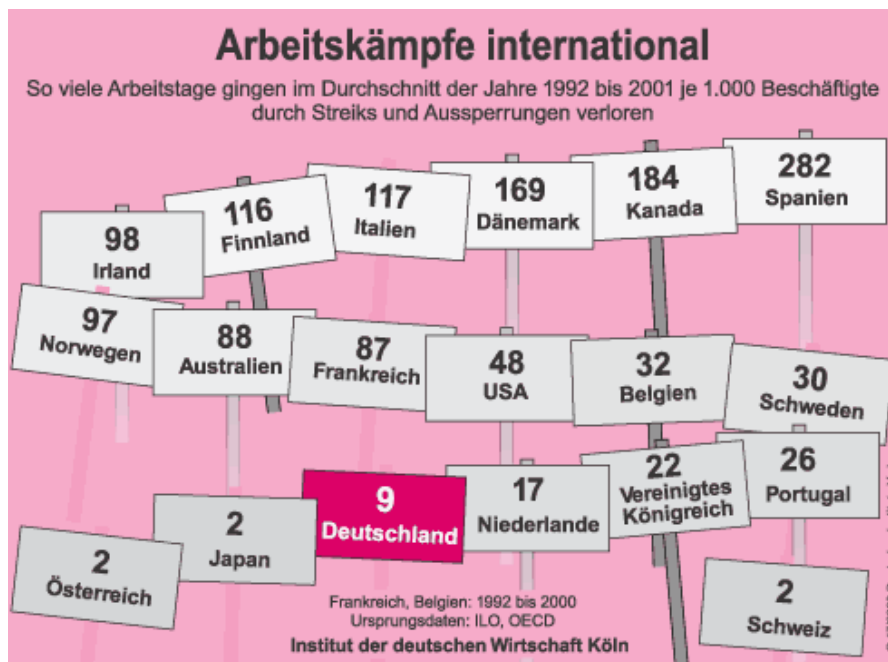 Arbeitskämpfe international
So viele Arbeitstage gingen im Durchschnitt der Jahre 1992 bis 2001 je 1.000 Beschäftigte
durch Streiks und Aussperrungen verloren
98
Irland
116
Finnland
117
Italien
169
Dänemark
184
Kanada
282
Spanien
97
Norwegen
88
Australien
87
Frankreich
48
USA
32
Belgien
30
Schweden
2
Österreich
2
Japan
9
Deutschland
17
Niederlande
22
Vereinigtes
Königreich
26
Portugal
2
Schweiz
Frankreich, Belgien: 1992 bis 2000
Ursprungsdaten: ILO, OECD
Institut der deutschen Wirtschaft Köln